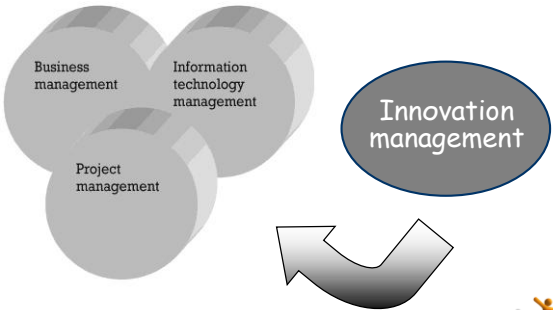 Business
management
Information
technology
management
Project
management
Innovation
management